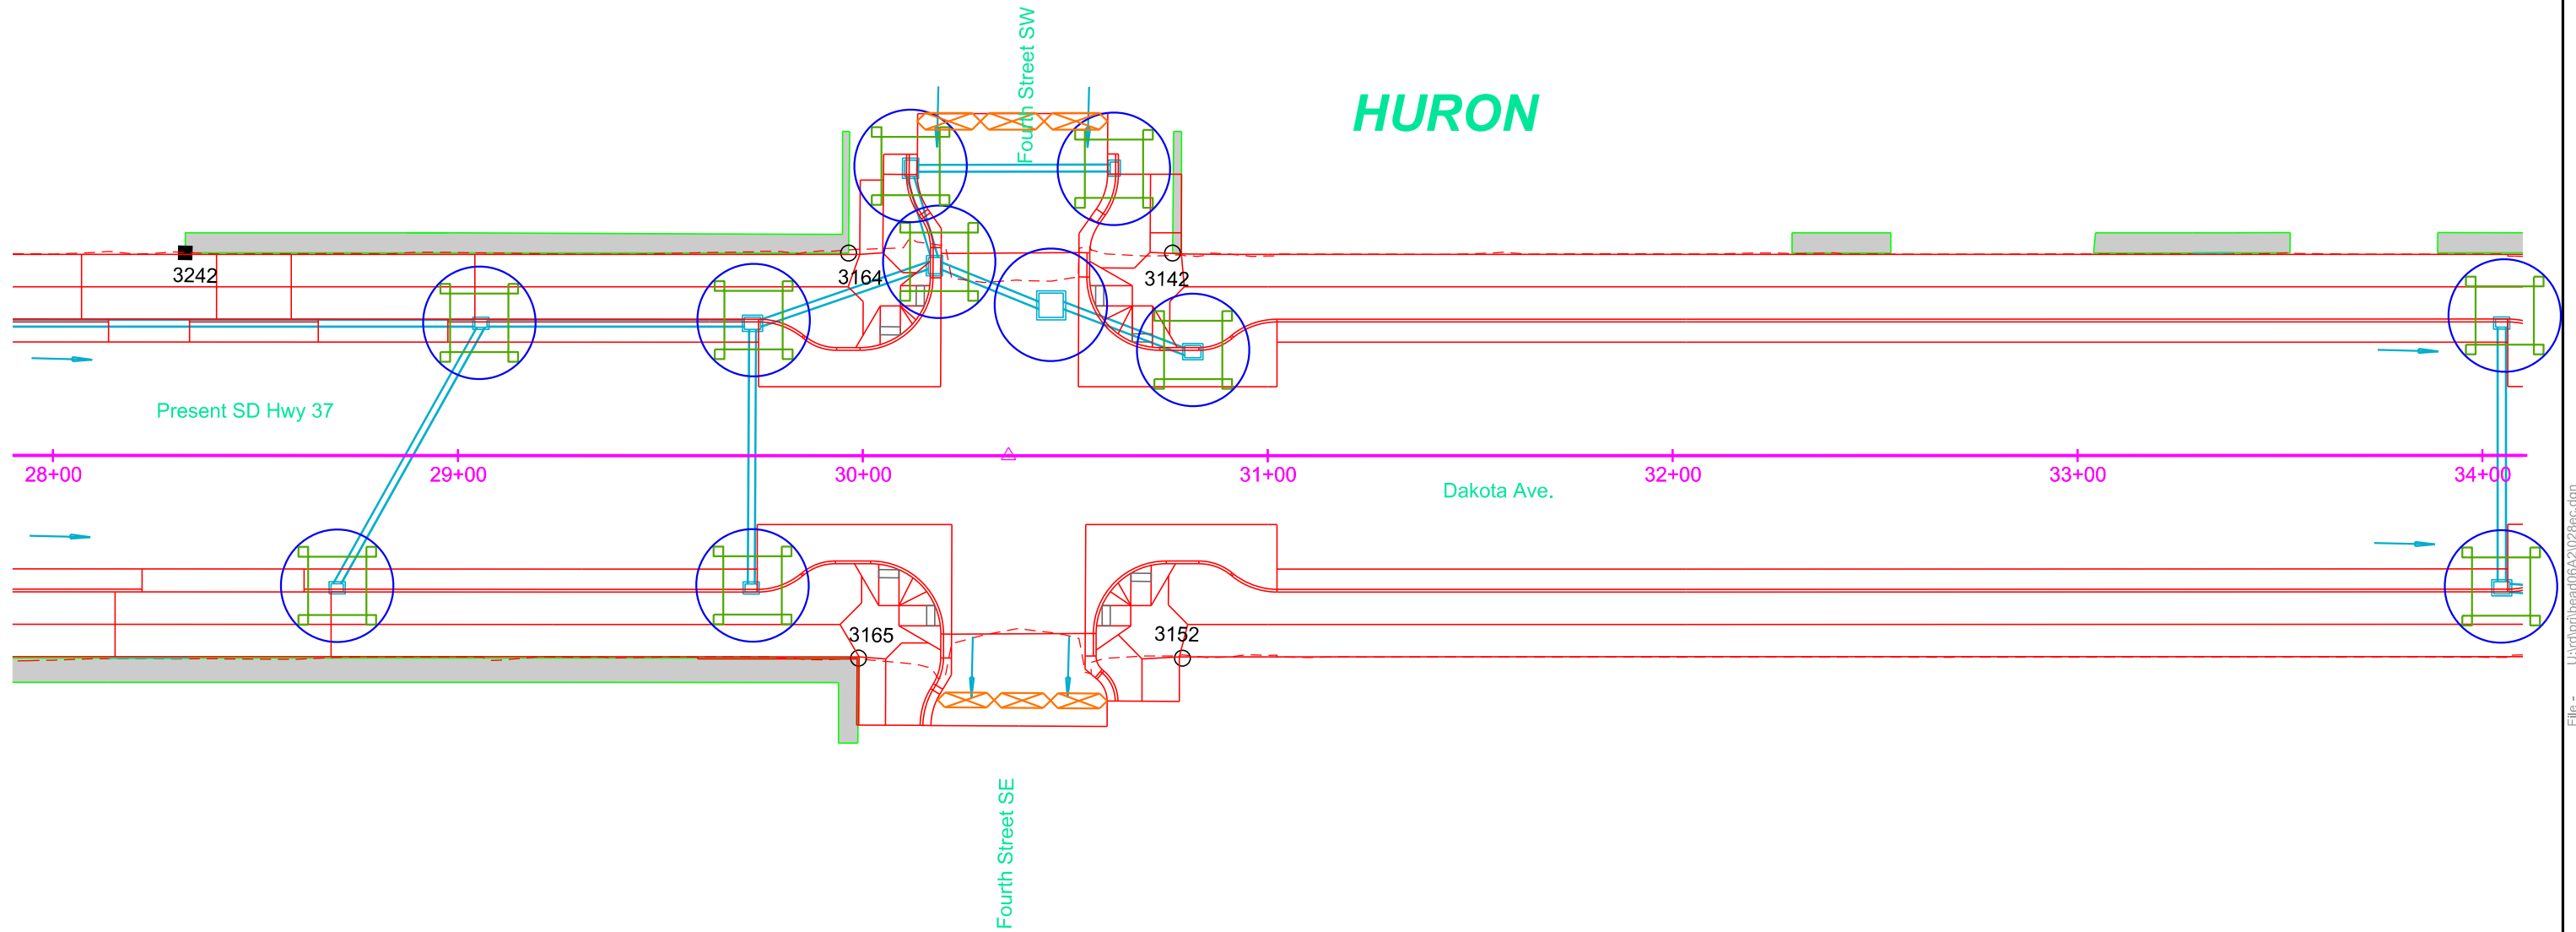 Fourth Street SW
HURON
3242
3164
3142
Present SD Hwy 37
28+00
29+00
30+00
31+00
32+00
33+00
34+00
Dakota Ave.
3165
3152
Fourth Street SE
File -